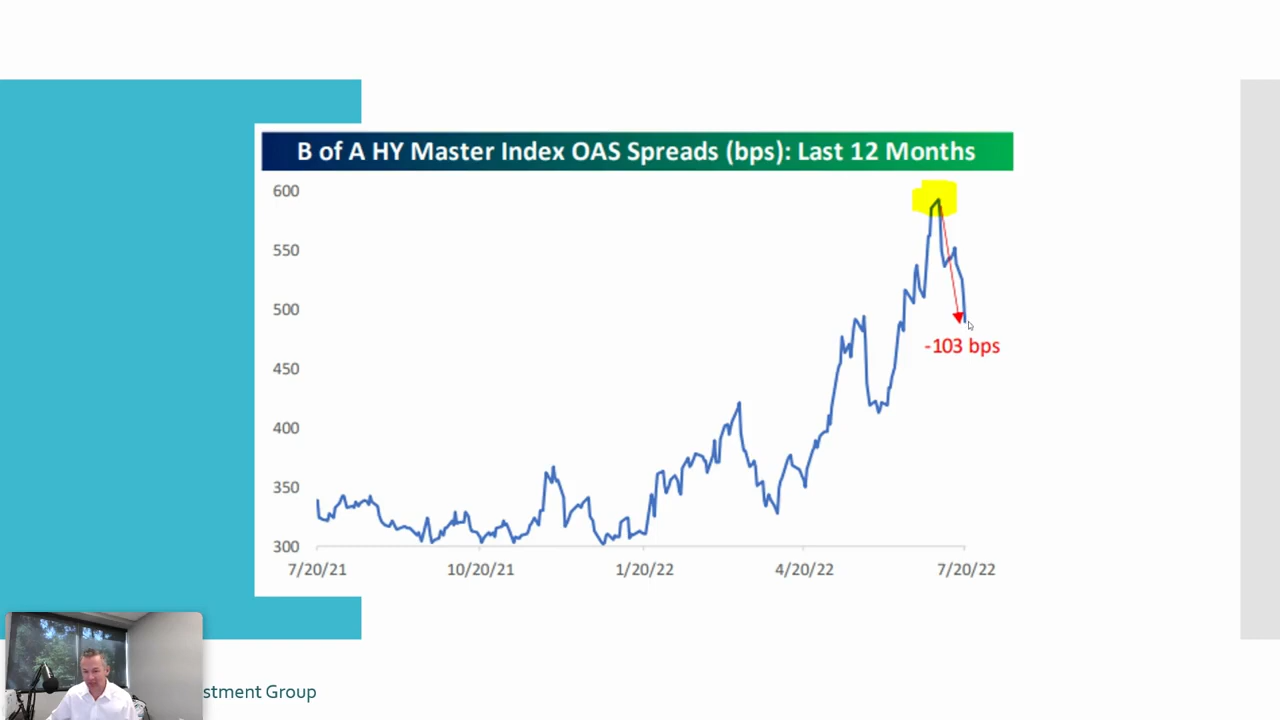 B of A HY Master Index OAS Spreads (bps): Last 12 Months
600
550
500
-103 bps
450
400
350
300
7/20/21 10/20/21 1/20/22 4/20/22 7/20/22
stment Group